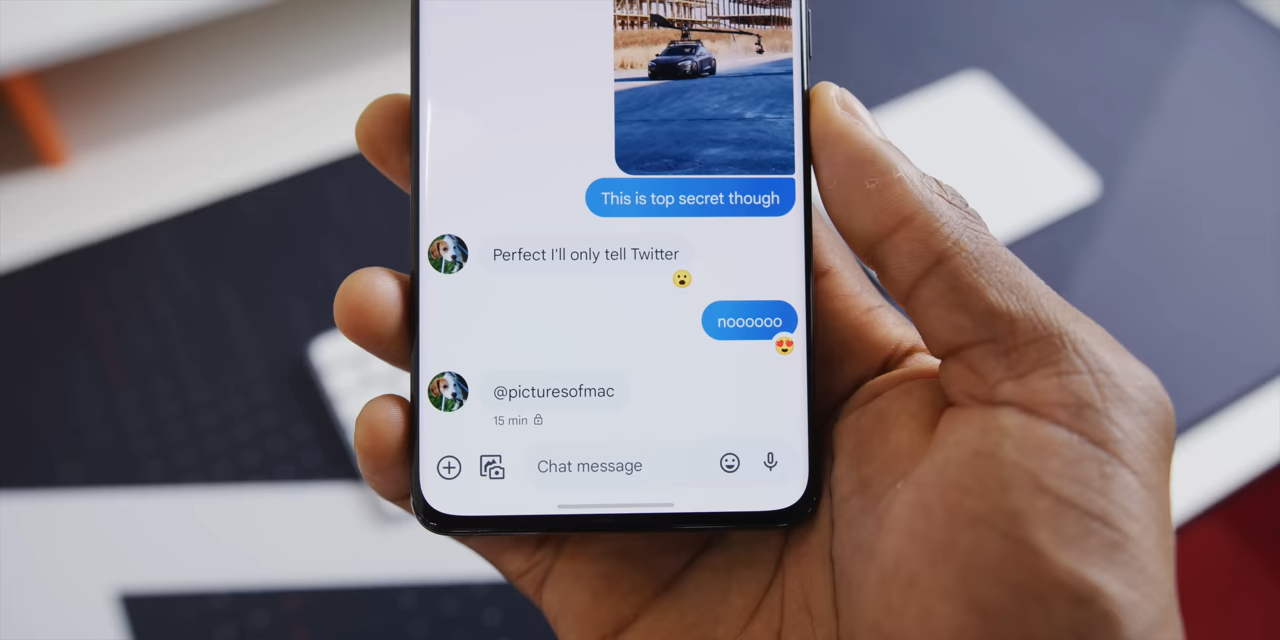 This is top secret though
Perfect I'll only tell Twitter
noooooo
@picturesofmac
15 min
Chat message